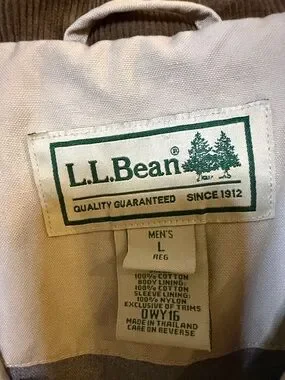 L.L.Bean®
QUALITY GUARANTEED SINCE 1912
MEN'S
L
REG
100% COTTON
BODY LINING:
100% COTTON
SLEEVE LINING:
100% NYLON
EXCLUSIVE OF TRIMS
0WY16
MADE IN THAILAND
CARE ON REVERSE